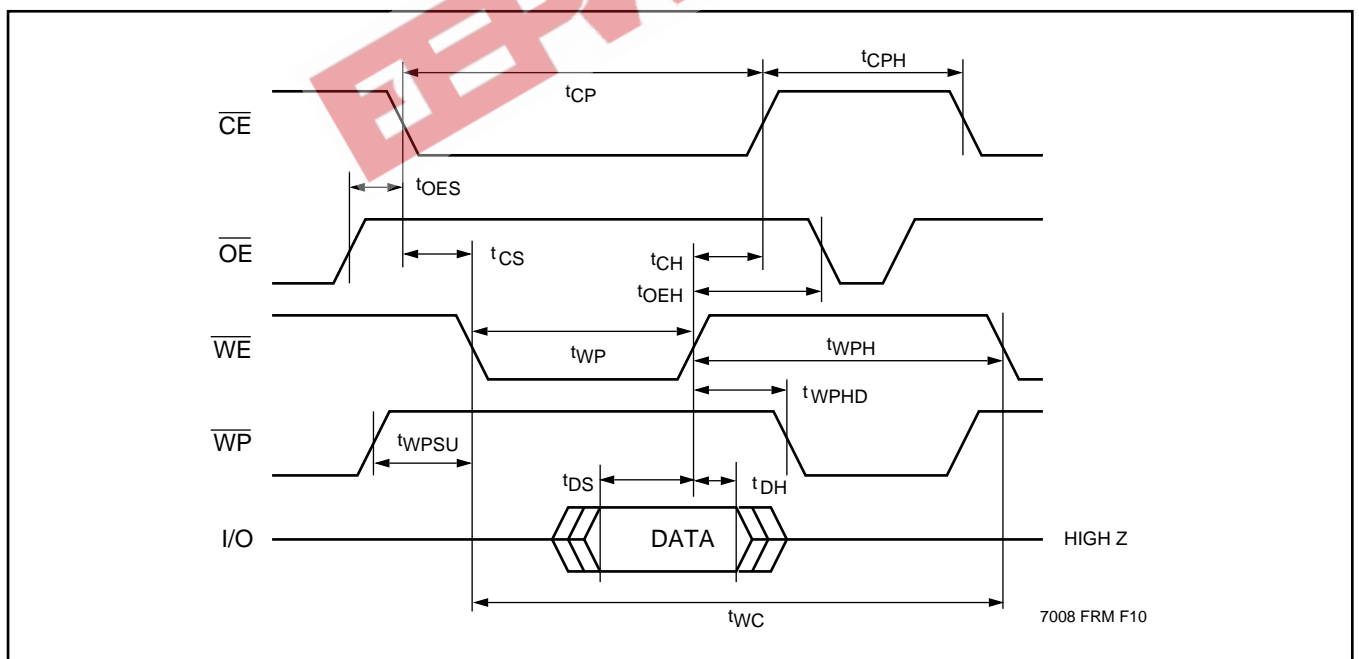 tCPH
tCP
CE
tOES
OE
tCS
tCH
tOEH
WE
tWP
tWPH
tWPHD
WP
tWPSU
tDS
tDH
I/O
DATA
HIGH Z
tWC
7008 FRM F10